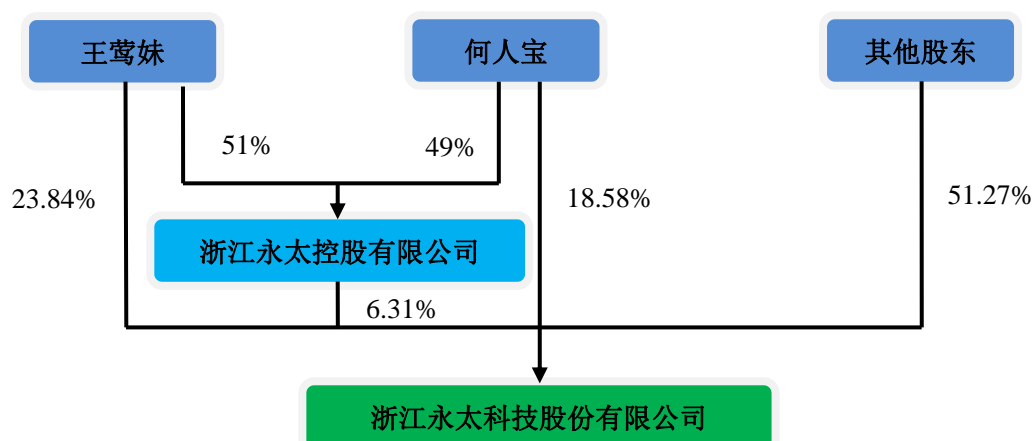 王莺妹
何人宝
其他股东
51%
49%
23.84%
18.58%
51.27%
浙江永太控股有限公司
6.31%
浙江永太科技股份有限公司